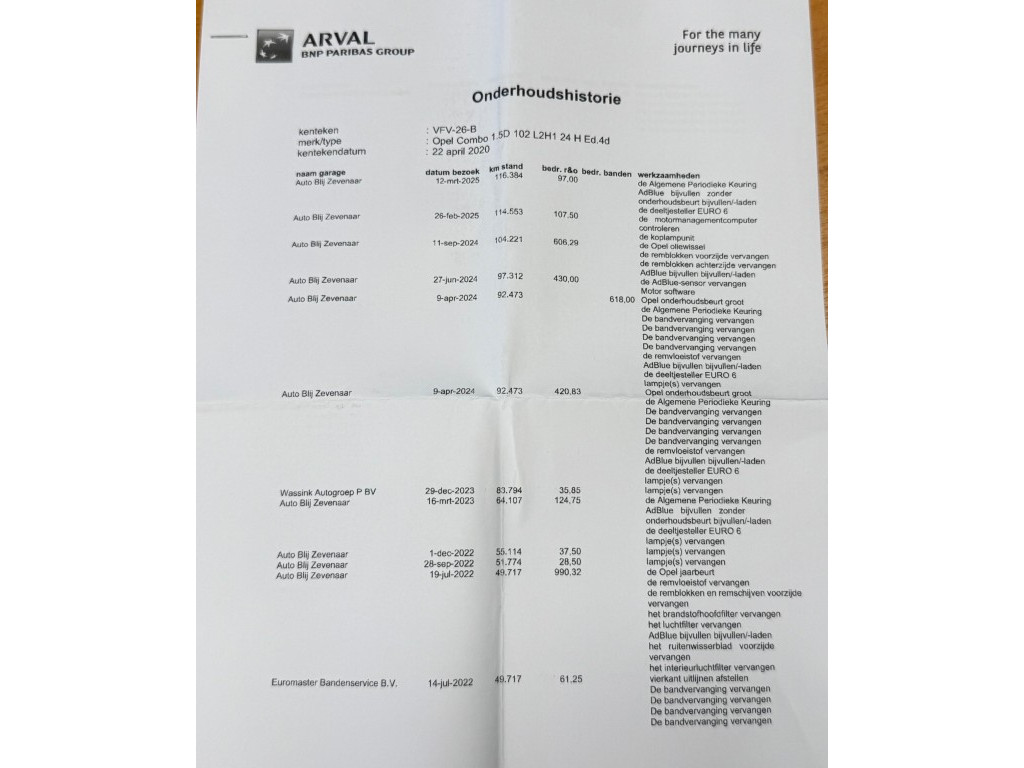 ARVAL
BNP PARIBAS GROUP
For the many
journeys in life
Onderhoudshistorie
kenteken : VFV-26-B
merk/type : Opel Combo 1.5D 102 L2H1 24 H Ed.4d
kentekendatum : 22 april 2020
naam garage datum bezoek km stand bedr. r&o bedr. banden werkzaamheden
Auto Blij Zevenaar 12-mrt-2025 116.384 97,00 de Algemene Periodieke Keuring
AdBlue bijvullen zonder
onderhoudsbeurt bijvullen/-laden
de deeltjesteller EURO 6
Auto Blij Zevenaar 26-feb-2025 114.553 107,50 de motormanagementcomputer
controleren
de koplampunit
Auto Blij Zevenaar 11-sep-2024 104.221 606,29 de Opel oliewissel
de remblokken voorzijde vervangen
de remblokken achterzijde vervangen
AdBlue bijvullen bijvullen/-laden
Auto Blij Zevenaar 27-jun-2024 97.312 430,00 de AdBlue-sensor vervangen
Motor software
Auto Blij Zevenaar 9-apr-2024 92.473 618,00 Opel onderhoudsbeurt groot
de Algemene Periodieke Keuring
De bandvervanging vervangen
De bandvervanging vervangen
De bandvervanging vervangen
De bandvervanging vervangen
de remvloeistof vervangen
AdBlue bijvullen bijvullen/-laden
de deeltjesteller EURO 6
lampje(s) vervangen
Auto Blij Zevenaar 9-apr-2024 92.473 420,83 Opel onderhoudsbeurt groot
de Algemene Periodieke Keuring
De bandvervanging vervangen
De bandvervanging vervangen
De bandvervanging vervangen
De bandvervanging vervangen
de remvloeistof vervangen
AdBlue bijvullen bijvullen/-laden
de deeltjesteller EURO 6
lampje(s) vervangen
Wassink Autogroep P BV 29-dec-2023 83.794 35,85 lampje(s) vervangen
Auto Blij Zevenaar 16-mrt-2023 64.107 124,75 de Algemene Periodieke Keuring
AdBlue bijvullen zonder
onderhoudsbeurt bijvullen/-laden
de deeltjesteller EURO 6
lampje(s) vervangen
Auto Blij Zevenaar 1-dec-2022 55.114 37,50 lampje(s) vervangen
Auto Blij Zevenaar 28-sep-2022 51.774 28,50 lampje(s) vervangen
Auto Blij Zevenaar 19-jul-2022 49.717 990,32 de Opel jaarbeurt
de remvloeistof vervangen
de remblokken en remschijven voorzijde
vervangen
het brandstofhoofdfilter vervangen
het luchtfilter vervangen
AdBlue bijvullen bijvullen/-laden
het ruitenwisserblad voorzijde
vervangen
het interieurluchtfilter vervangen
Euromaster Bandenservice B.V. 14-jul-2022 49.717 61,25 vierkant uitlijnen afstellen
De bandvervanging vervangen
De bandvervanging vervangen
De bandvervanging vervangen
De bandvervanging vervangen